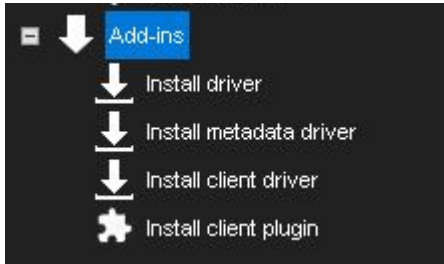 Add-ins
Install driver
Install metadata driver
Install client driver
Install client plugin